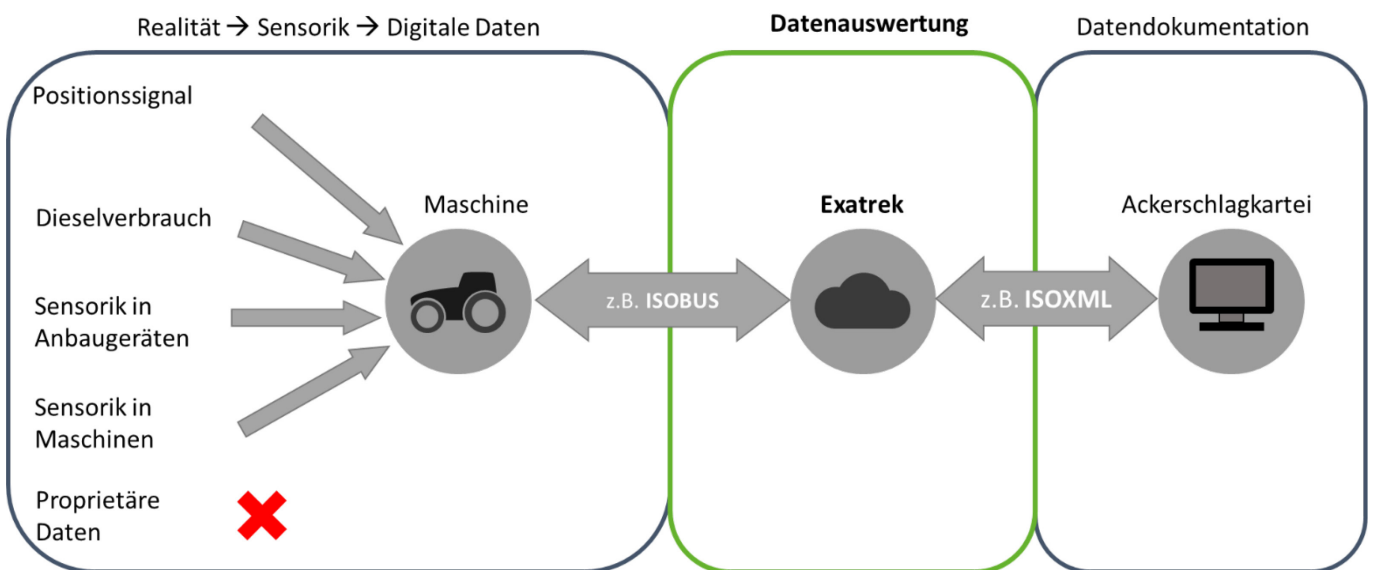 Realität → Sensorik → Digitale Daten
Datenauswertung
Datendokumentation
Positionssignal
Dieselverbrauch
Sensorik in
Anbaugeräten
Sensorik in
Maschinen
Proprietäre
Daten
Maschine
z.B. ISOBUS
Exatrek
z.B. ISOXML
Ackerschlagkartei